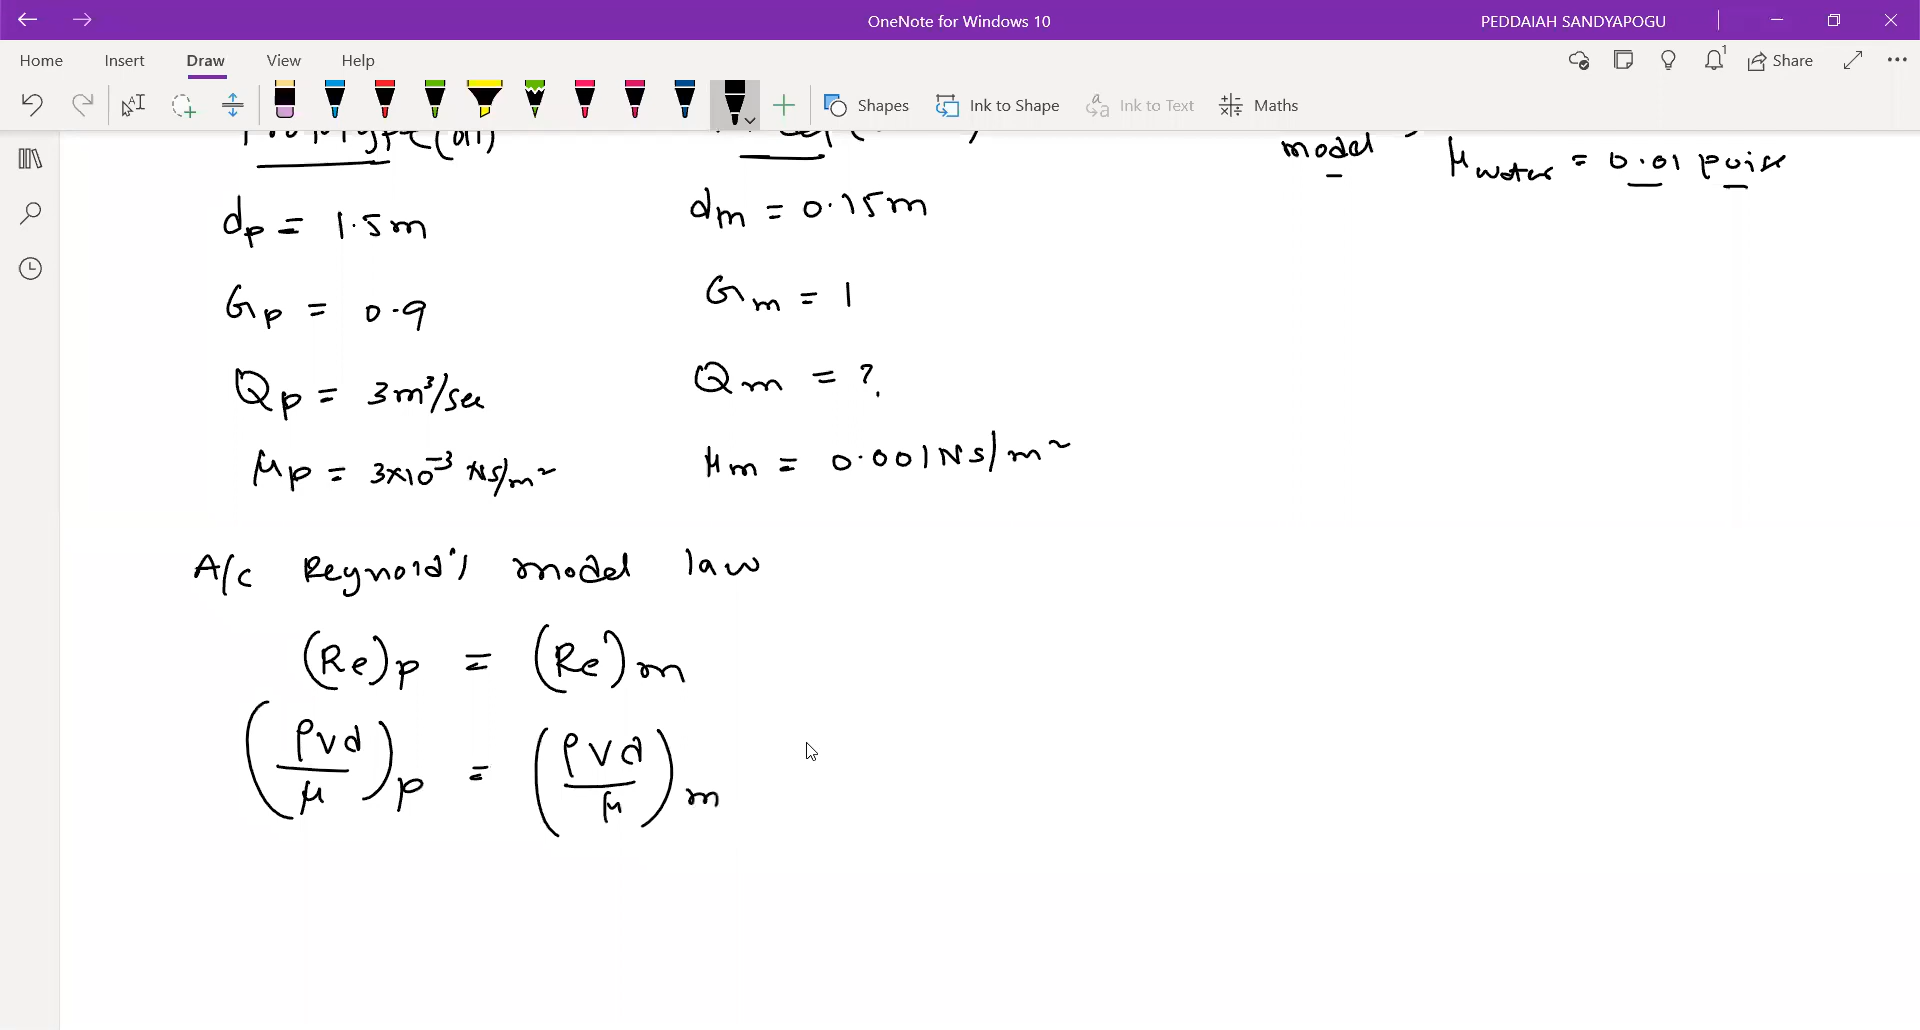 OneNote for Windows 10
PEDDAIAH SANDYAPOGU
Home Insert Draw View Help
1
Share
Shapes Ink to Shape Ink to Text Maths
model
μwater = 0.01 poise
dp = 1.5m
dm = 0.15m
Gp = 0.9
Gm = 1
Qp = 3m³/sec
Qm = ?
μp = 3×10⁻³ Ns/m²
μm = 0.001Ns/m²
A/c Reynold's model law
(Re)p = (Re)m
(ρvd/μ)p = (ρvd/μ)m